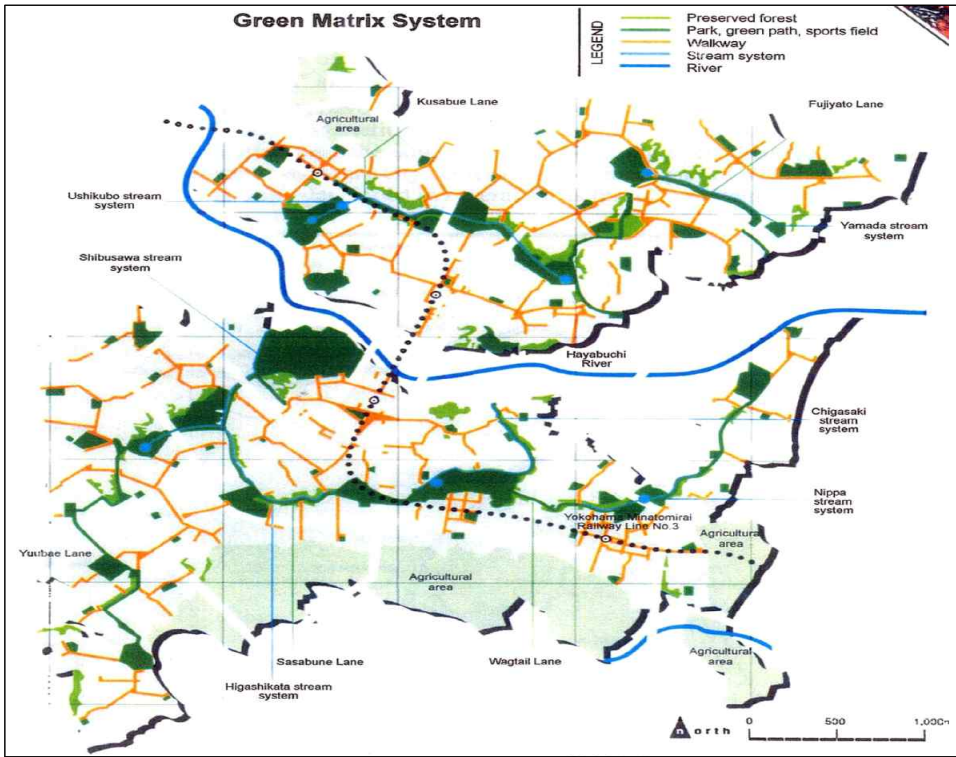 Green Matrix System
LEGEND
Preserved forest
Park, green path, sports field
Walkway
Stream system
River
Kusabue Lane
Fujiyato Lane
Agricultural
area
Ushikubo stream
system
Yamada stream
system
Shibusawa stream
system
Hayabuchi
River
Chigasaki
stream
system
Nippa
stream
system
Yokohama Minatomirai
Railway Line No.3
Agricultural
area
Yuubae Lane
Agricultural
area
Agricultural
area
Sasabune Lane
Wagtail Lane
Higashikata stream
system
north
0
500
1,000m